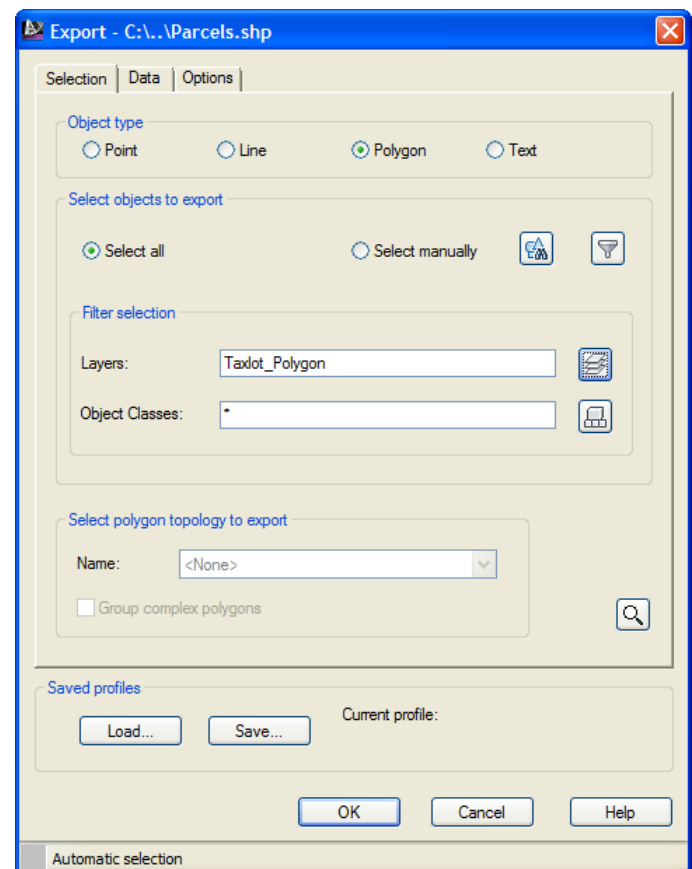 Export - C:\..\Parcels.shp
Selection Data Options
Object type
Point Line Polygon Text
Select objects to export
Select all Select manually
Filter selection
Layers: Taxlot_Polygon
Object Classes: *
Select polygon topology to export
Name: <None>
Group complex polygons
Saved profiles
Load... Save... Current profile:
OK Cancel Help
Automatic selection